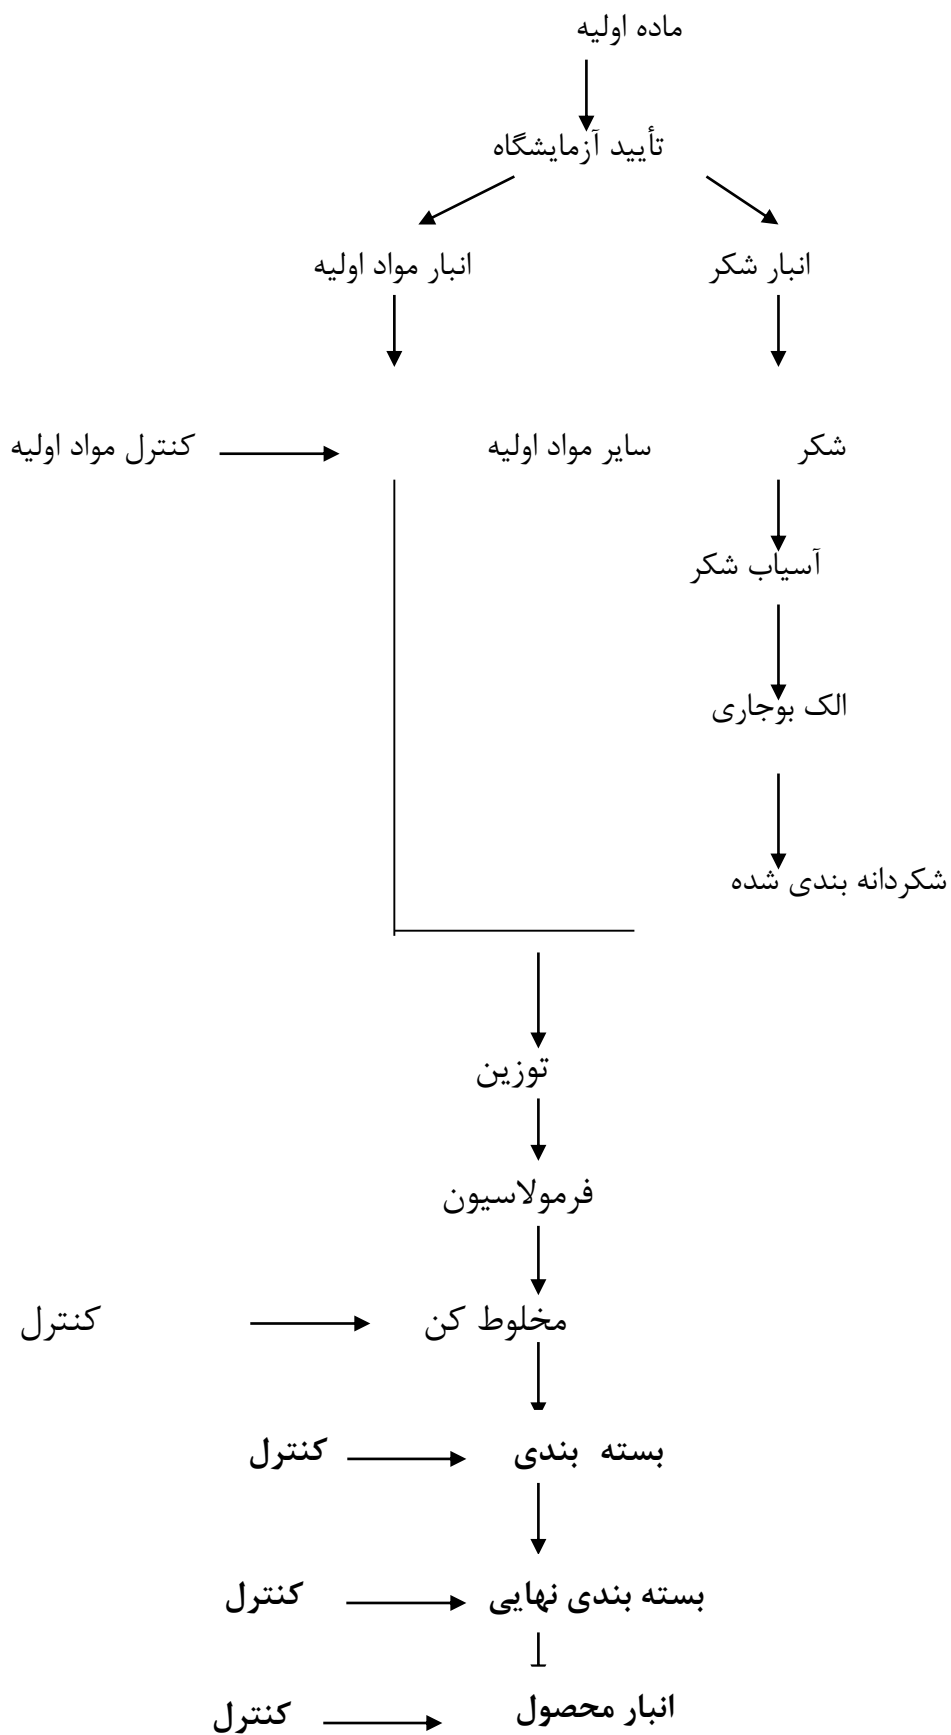 ماده اولیه
تأیید آزمایشگاه
انبار شکر
انبار مواد اولیه
شکر
سایر مواد اولیه
کنترل مواد اولیه
آسیاب شکر
الک بوجاری
شکردانه بندی شده
توزین
فرمولاسیون
مخلوط کن
کنترل
بسته بندی
کنترل
بسته بندی نهایی
کنترل
انبار محصول
کنترل